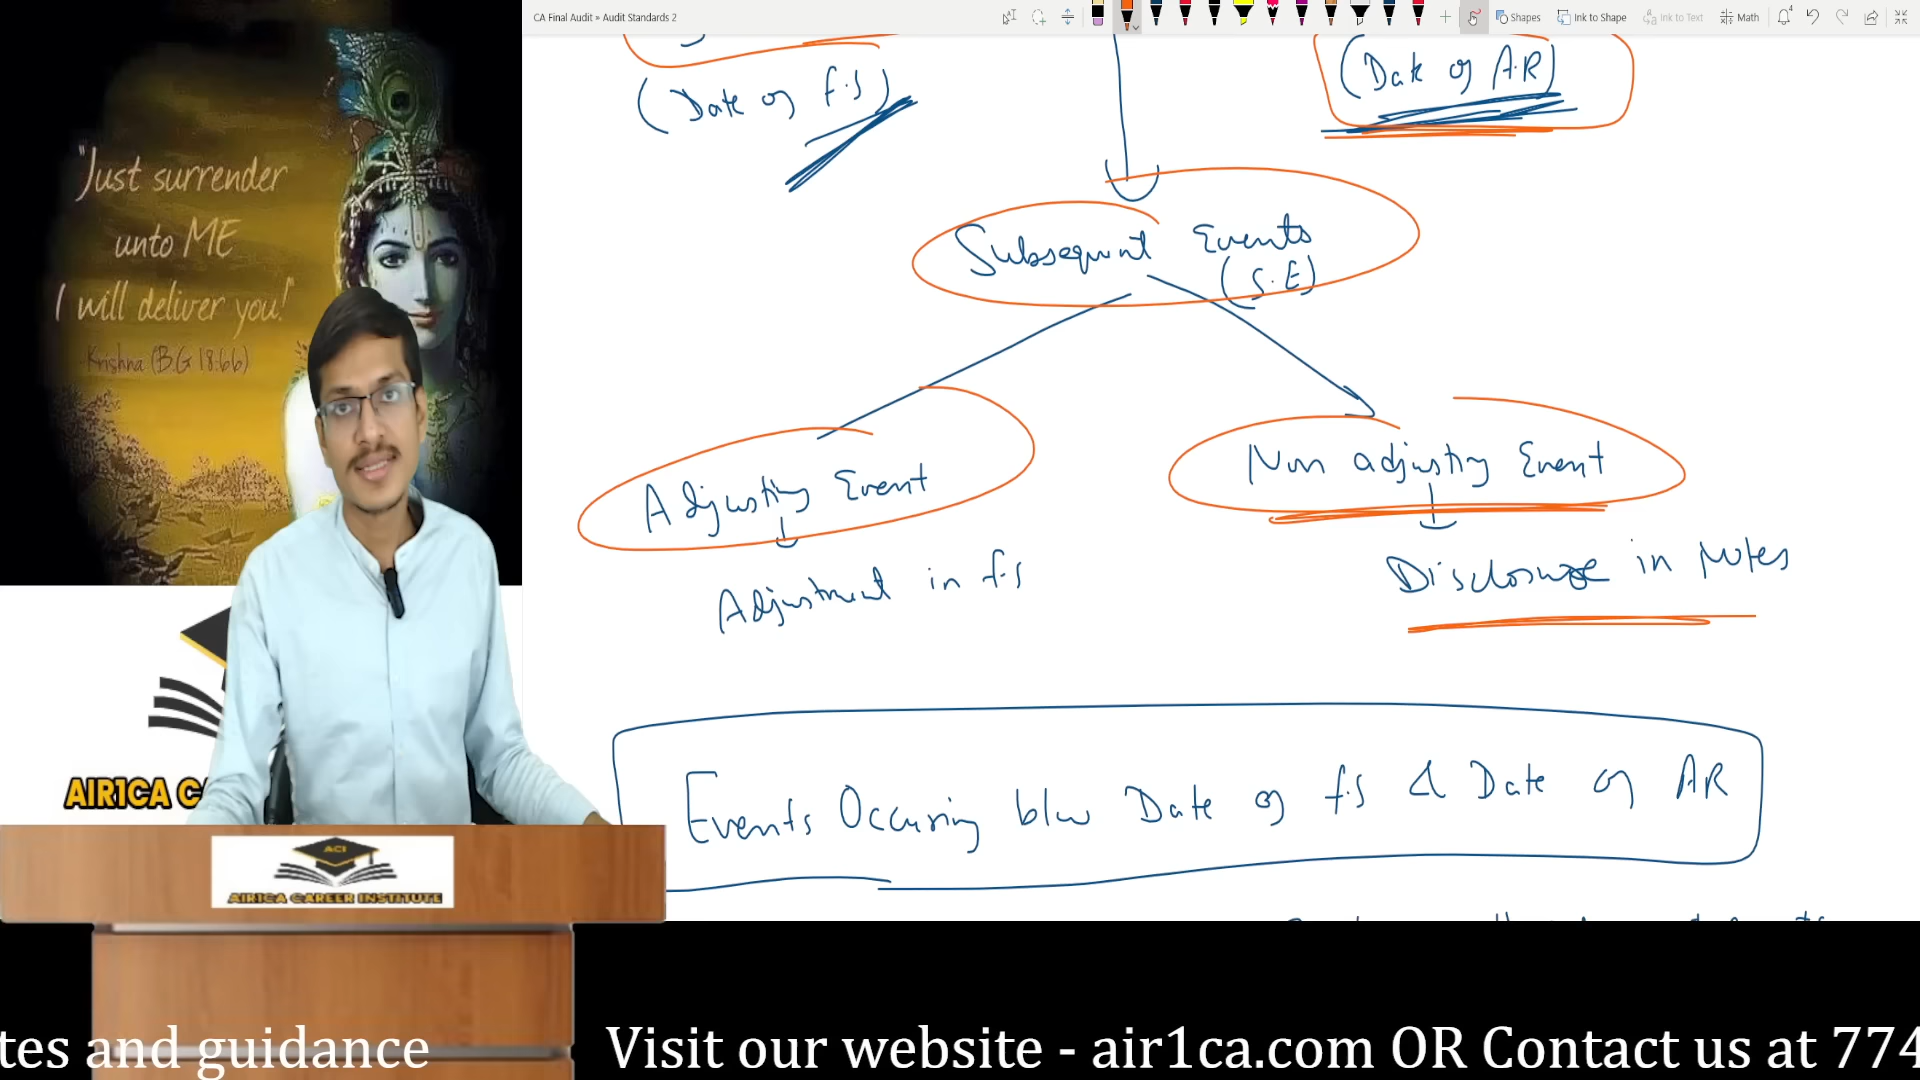 CA Final Audit » Audit Standards 2
Shapes
Ink to Shape
Ink to Text
Math
(Date of F.S)
(Date of A.R)
"Just surrender
unto ME
I will deliver you!"
-Krishna (B.G 18:66)
Subsequent Events
(S.E)
Adjusting Event
Non adjusting Event
Adjustment in F.S
Disclosure in Notes
Events Occuring b/w Date of F.S & Date of AR
AIR1CA C
ACI
AIR1CA CAREER INSTITUTE
tes and guidance
Visit our website - air1ca.com OR Contact us at 774